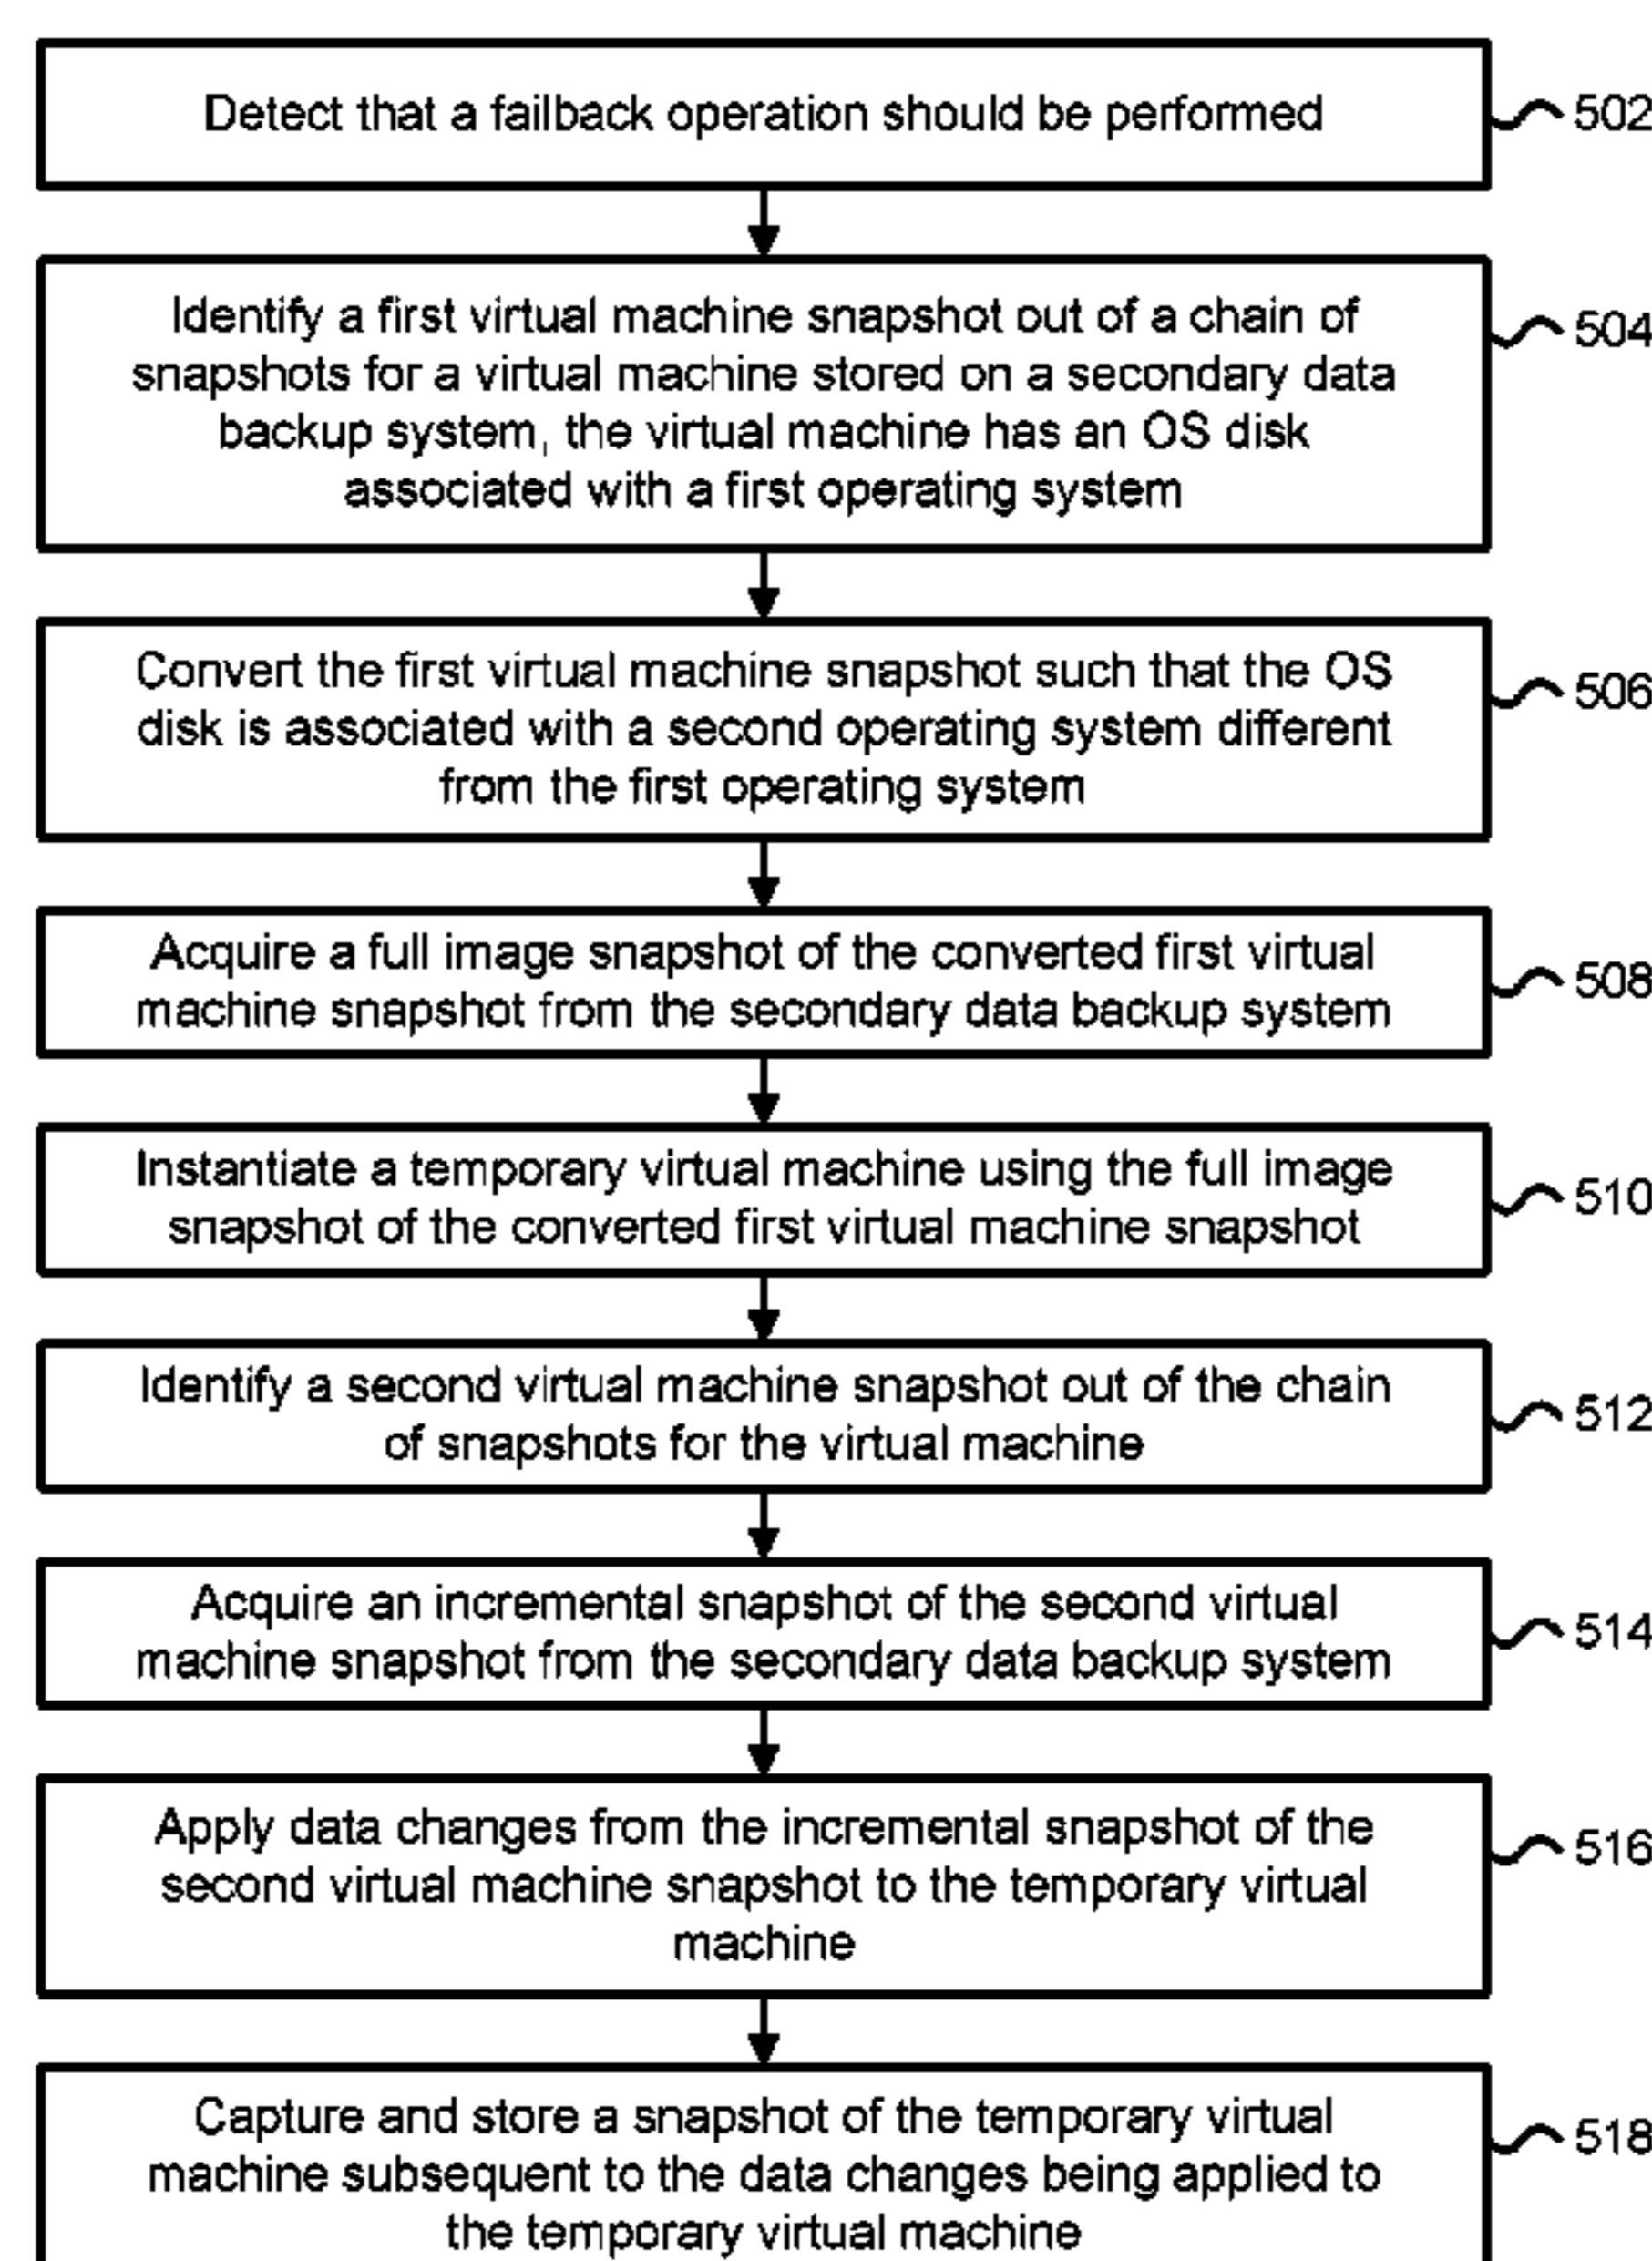 Detect that a failback operation should be performed
502
Identify a first virtual machine snapshot out of a chain of
snapshots for a virtual machine stored on a secondary data
backup system, the virtual machine has an OS disk
associated with a first operating system
504
Convert the first virtual machine snapshot such that the OS
disk is associated with a second operating system different
from the first operating system
506
Acquire a full image snapshot of the converted first virtual
machine snapshot from the secondary data backup system
508
Instantiate a temporary virtual machine using the full image
snapshot of the converted first virtual machine snapshot
510
Identify a second virtual machine snapshot out of the chain
of snapshots for the virtual machine
512
Acquire an incremental snapshot of the second virtual
machine snapshot from the secondary data backup system
514
Apply data changes from the incremental snapshot of the
second virtual machine snapshot to the temporary virtual
machine
516
Capture and store a snapshot of the temporary virtual
machine subsequent to the data changes being applied to
the temporary virtual machine
518